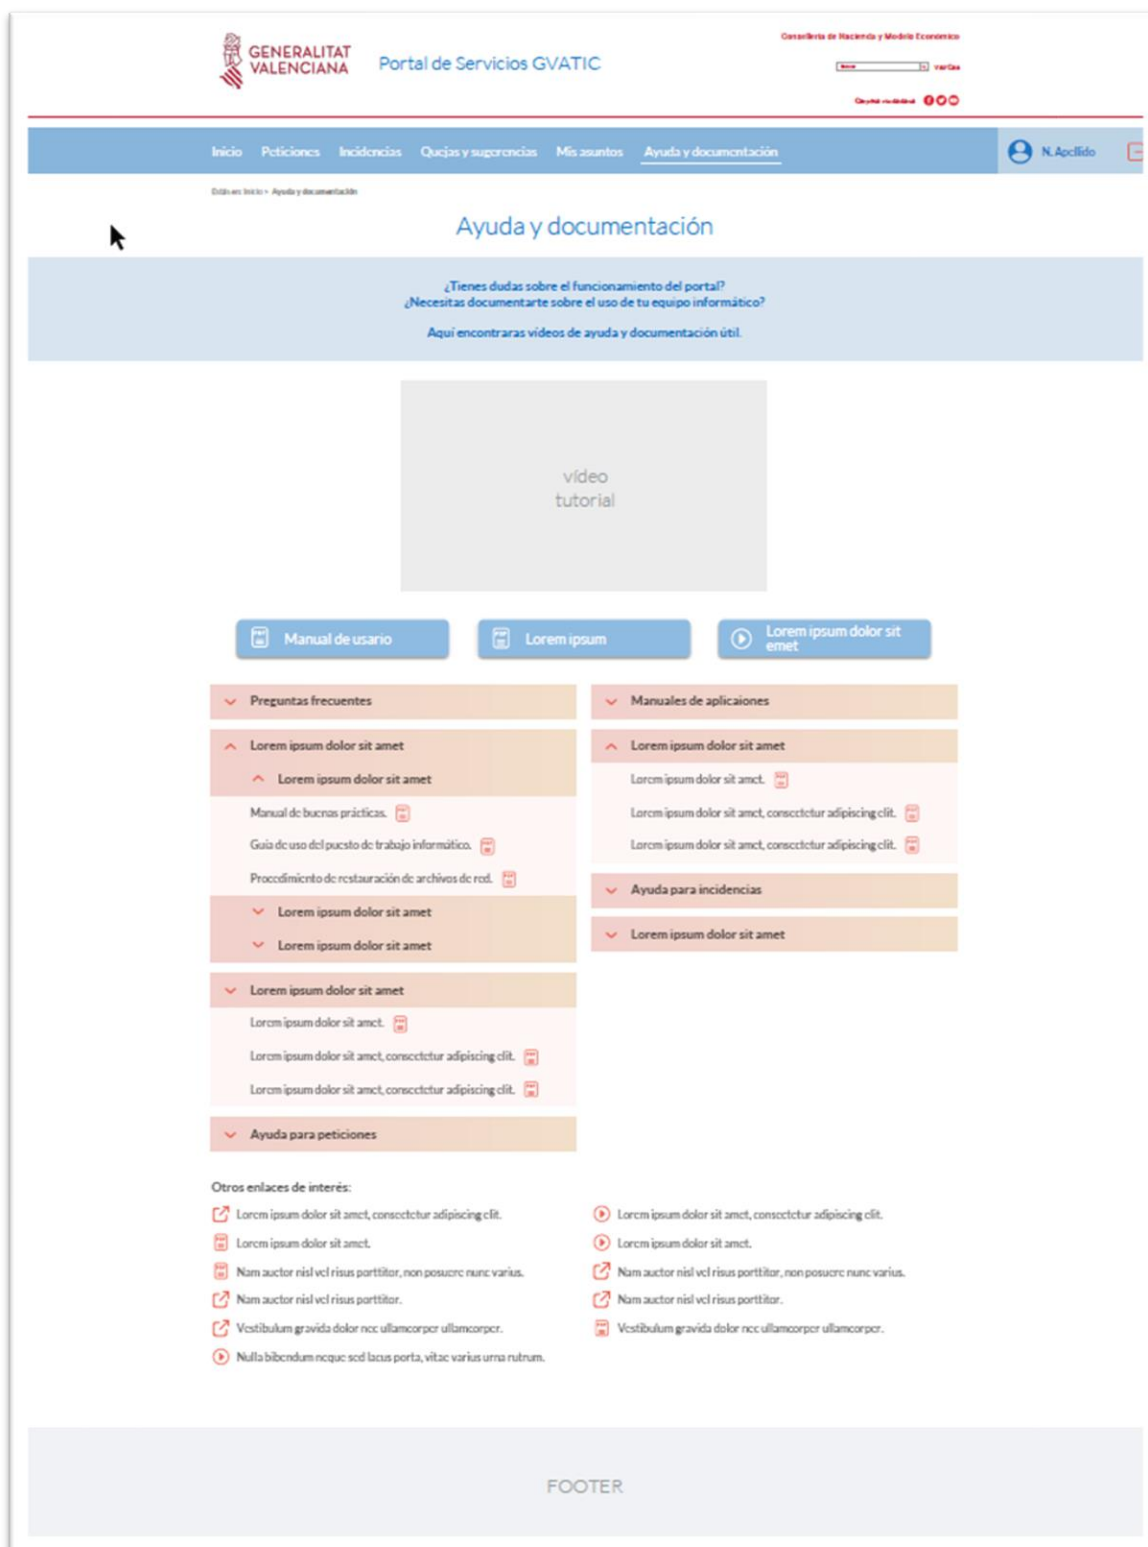 GENERALITAT
VALENCIANA
Portal de Servicios GVATIC
Conselleria de Hacienda y Modelo Económico
Buscar
Inicio Peticiones Incidencias Quejas y sugerencias Mis asuntos Ayuda y documentación
N. Apellido
Estás en: Inicio > Ayuda y documentación
Ayuda y documentación
¿Tienes dudas sobre el funcionamiento del portal?
¿Necesitas documentarte sobre el uso de tu equipo informático?
Aquí encontraras vídeos de ayuda y documentación útil.
vídeo
tutorial
Manual de usario
Lorem ipsum
Lorem ipsum dolor sit
emet
Preguntas frecuentes
Lorem ipsum dolor sit amet
Lorem ipsum dolor sit amet
Manual de buenas prácticas.
Guía de uso del puesto de trabajo informático.
Procedimiento de restauración de archivos de red.
Lorem ipsum dolor sit amet
Lorem ipsum dolor sit amet
Lorem ipsum dolor sit amet
Lorem ipsum dolor sit amet.
Lorem ipsum dolor sit amet, consectetur adipiscing elit.
Lorem ipsum dolor sit amet, consectetur adipiscing elit.
Ayuda para peticiones
Manuales de aplicaiones
Lorem ipsum dolor sit amet
Lorem ipsum dolor sit amet.
Lorem ipsum dolor sit amet, consectetur adipiscing elit.
Lorem ipsum dolor sit amet, consectetur adipiscing elit.
Ayuda para incidencias
Lorem ipsum dolor sit amet
Otros enlaces de interés:
Lorem ipsum dolor sit amet, consectetur adipiscing elit.
Lorem ipsum dolor sit amet.
Nam auctor nisl vel risus porttitor, non posuere nunc varius.
Nam auctor nisl vel risus porttitor.
Vestibulum gravida dolor nec ullamcorper ullamcorper.
Nulla bibendum neque sed lacus porta, vitae varius urna rutrum.
Lorem ipsum dolor sit amet, consectetur adipiscing elit.
Lorem ipsum dolor sit amet.
Nam auctor nisl vel risus porttitor, non posuere nunc varius.
Nam auctor nisl vel risus porttitor.
Vestibulum gravida dolor nec ullamcorper ullamcorper.
FOOTER